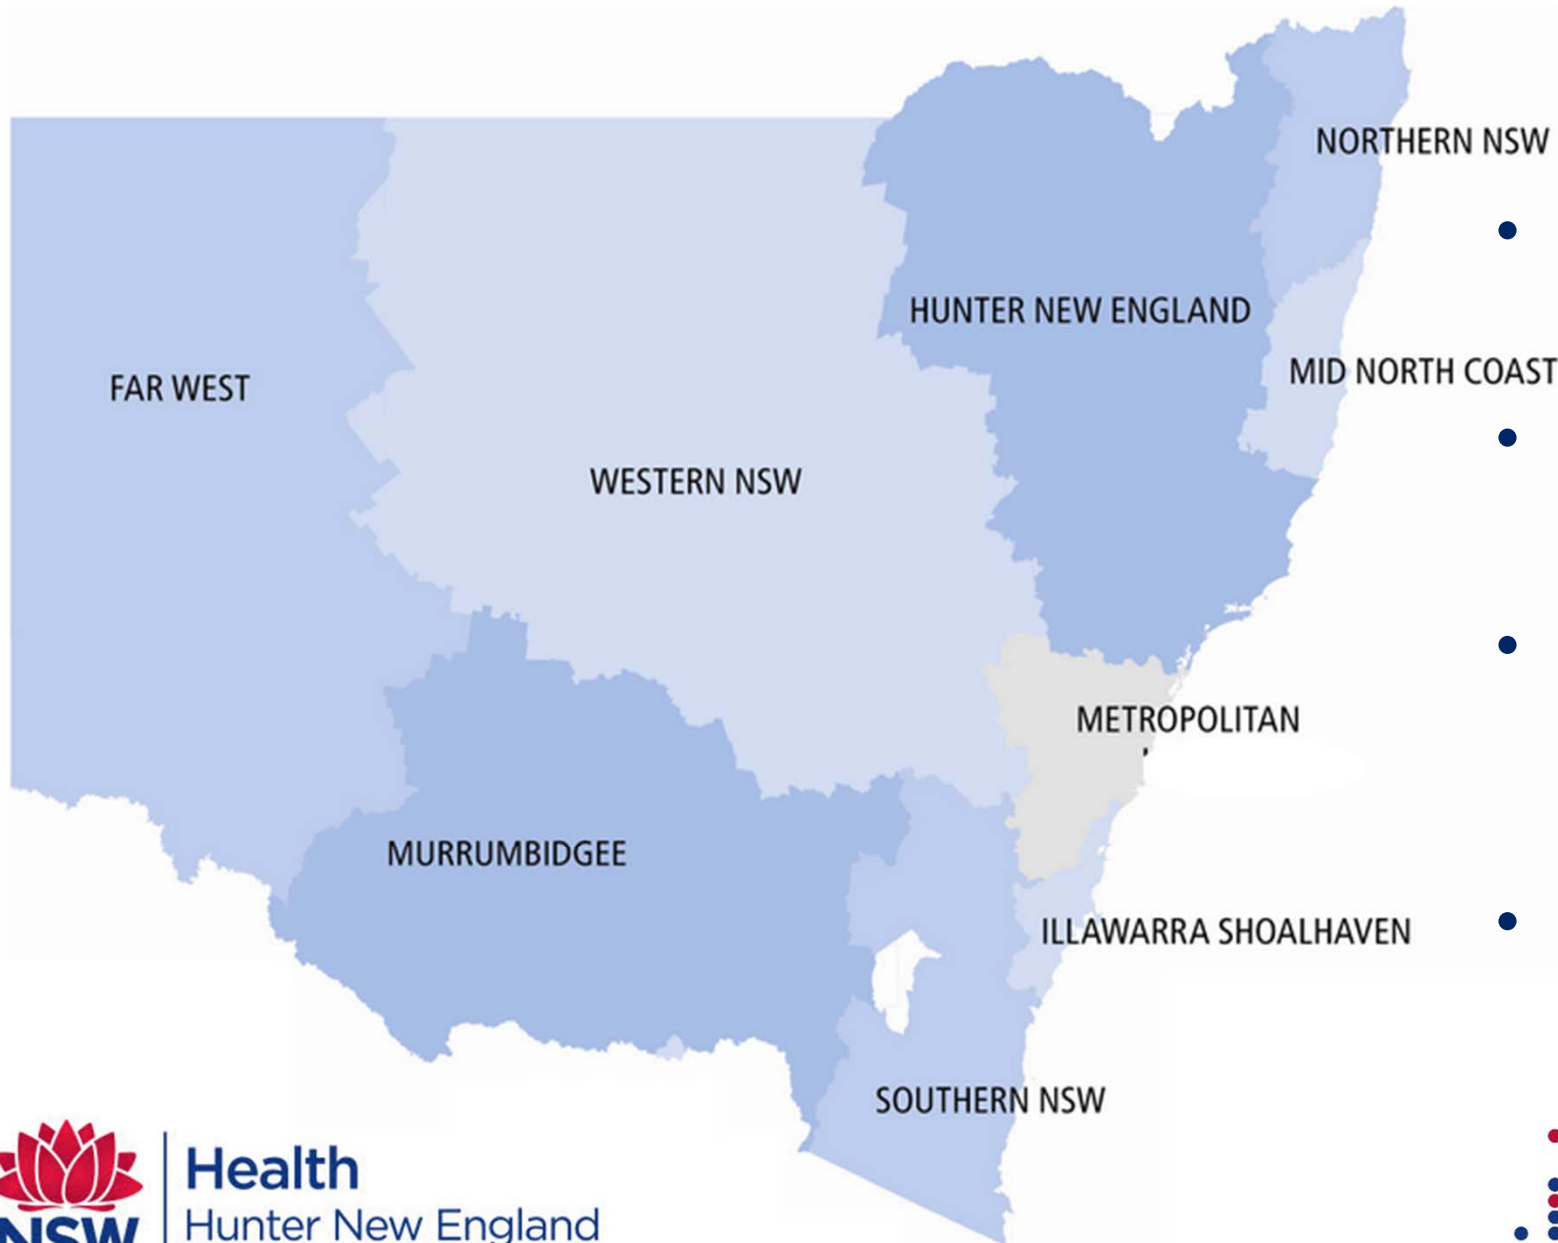 NORTHERN NSW
HUNTER NEW ENGLAND
MID NORTH COAST
FAR WEST
WESTERN NSW
METROPOLITAN
MURRUMBIDGEE
ILLAWARRA SHOALHAVEN
SOUTHERN NSW
Health
Hunter New England
NSW